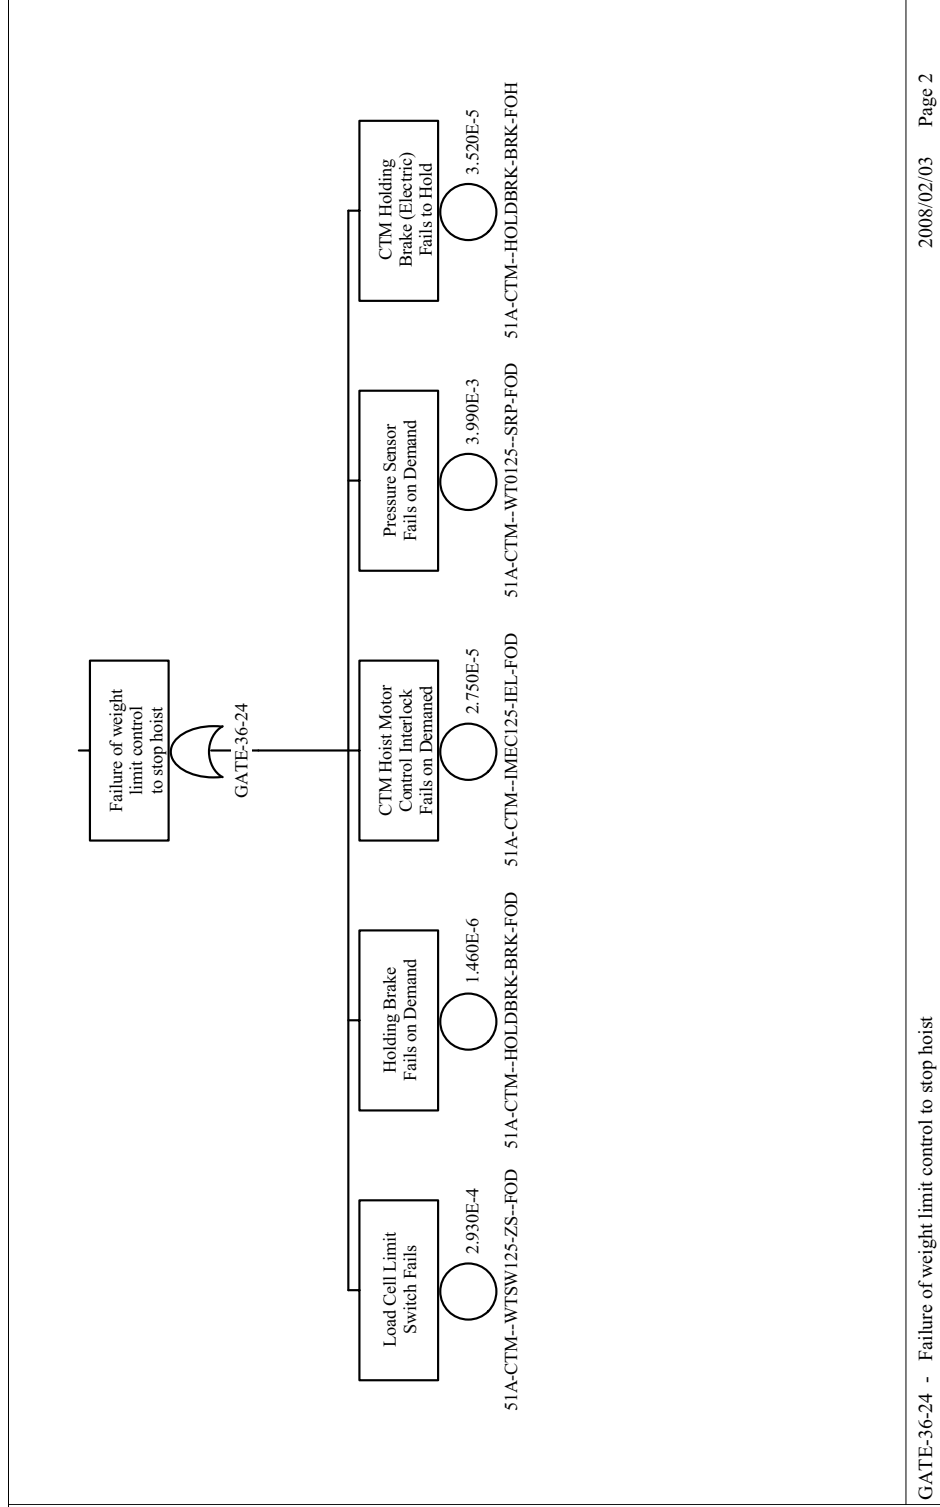 Failure of weight
limit control
to stop hoist
GATE-36-24
Load Cell Limit
Switch Fails
2.930E-4
51A-CTM--WTSW125-ZS--FOD
Holding Brake
Fails on Demand
1.460E-6
51A-CTM--HOLDBRK-BRK-FOD
CTM Hoist Motor
Control Interlock
Fails on Demaned
2.750E-5
51A-CTM--IMEC125-IEL-FOD
Pressure Sensor
Fails on Demand
3.990E-3
51A-CTM--WT0125--SRP-FOD
CTM Holding
Brake (Electric)
Fails to Hold
3.520E-5
51A-CTM--HOLDBRK-BRK-FOH
GATE-36-24 - Failure of weight limit control to stop hoist 2008/02/03 Page 2